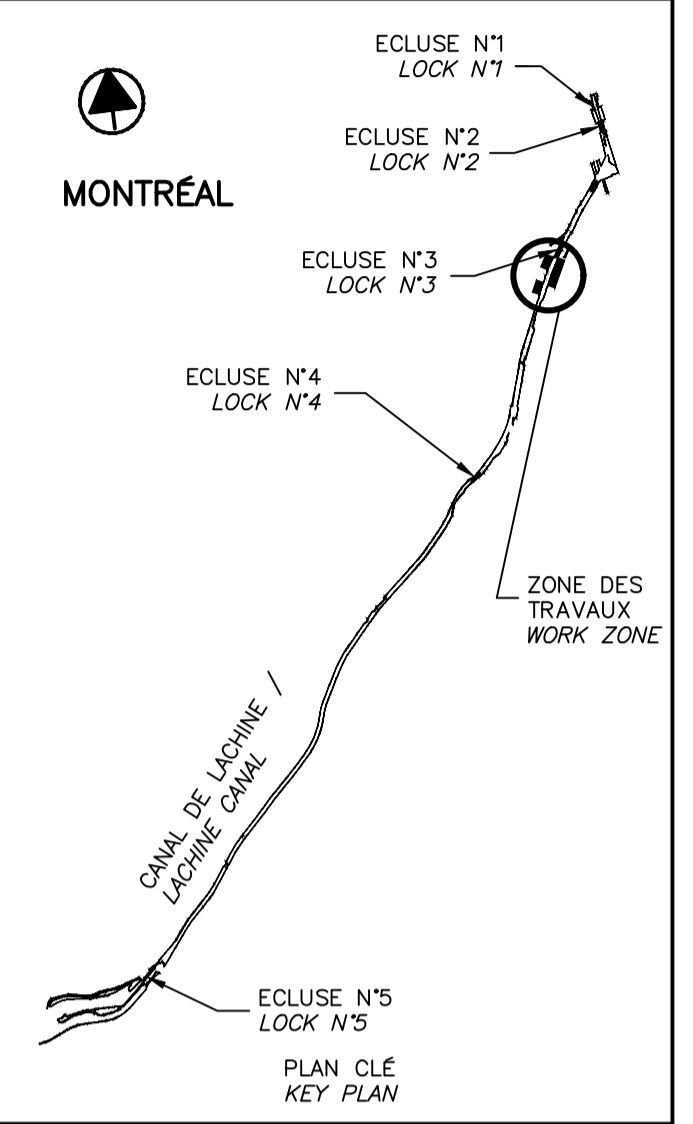 ECLUSE N°1
LOCK N°1
ECLUSE N°2
LOCK N°2
MONTRÉAL
ECLUSE N°3
LOCK N°3
ECLUSE N°4
LOCK N°4
ZONE DES
TRAVAUX
WORK ZONE
CANAL DE LACHINE /
LACHINE CANAL
ECLUSE N°5
LOCK N°5
PLAN CLÉ
KEY PLAN